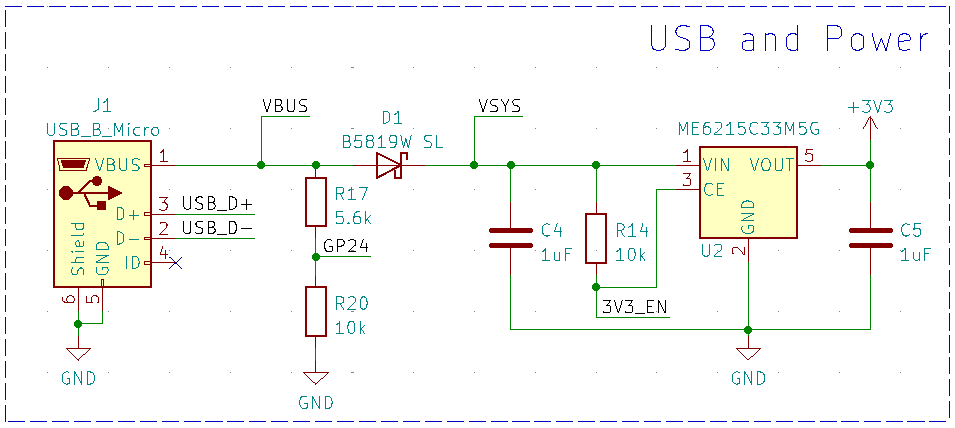 USB and Power
J1
USB_B_Micro
VBUS
1
D+
3
USB_D+
D-
2
USB_D-
ID
4
Shield
GND
6
5
GND
VBUS
R17
5.6k
GP24
R20
10k
GND
D1
B5819W SL
VSYS
C4
1uF
R14
10k
3V3_EN
ME6215C33M5G
1
VIN
VOUT
5
3
CE
GND
U2
2
GND
+3V3
C5
1uF